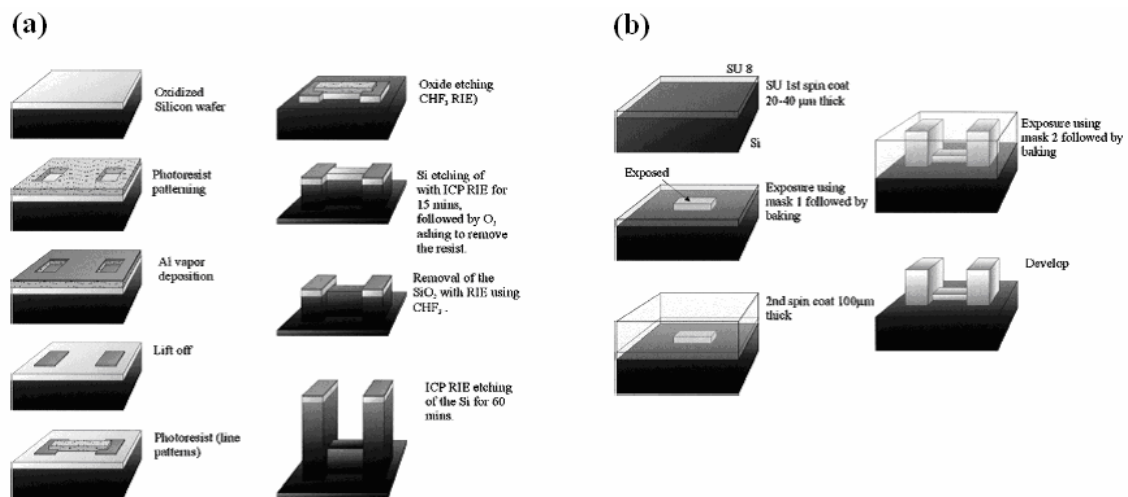 (a)
Oxidized
Silicon wafer
Photoresist
patterning
Al vapor
deposition
Lift off
Photoresist (line
patterns)
Oxide etching
CHF3 RIE)
Si etching of
with ICP RIE for
15 mins,
followed by O2
ashing to remove
the resist.
Removal of the
SiO2 with RIE using
CHF3 .
ICP RIE etching
of the Si for 60
mins.
(b)
SU 8
SU 1st spin coat
20-40 μm thick
Si
Exposed
Exposure using
mask 1 followed by
baking
2nd spin coat 100μm
thick
Exposure using
mask 2 followed by
baking
Develop